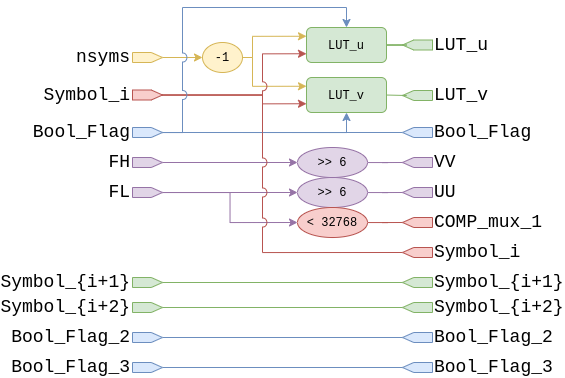 LUT_u
LUT_u
nsyms
-1
Symbol_i
LUT_v
LUT_v
Bool_Flag
Bool_Flag
FH
>> 6
VV
FL
>> 6
UU
< 32768
COMP_mux_1
Symbol_i
Symbol_{i+1}
Symbol_{i+1}
Symbol_{i+2}
Symbol_{i+2}
Bool_Flag_2
Bool_Flag_2
Bool_Flag_3
Bool_Flag_3